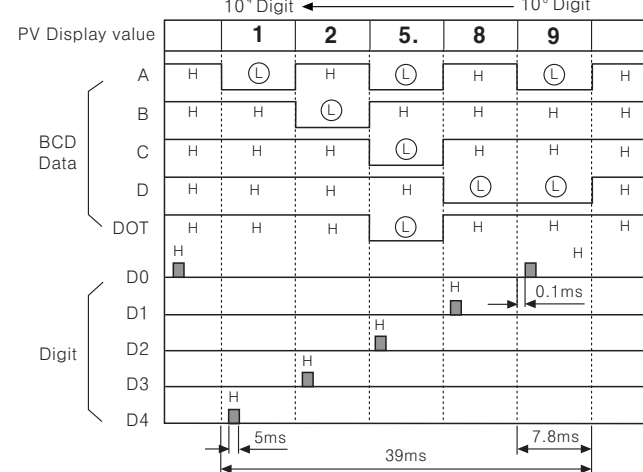 10⁴ Digit 10⁰ Digit
PV Display value 1 2 5. 8 9
A H L H L H L H
B H H L H H H H
BCD Data
C H H H L H H H
D H H H H L L H
DOT H H H L H H H
H H
D0
H 0.1ms
D1
H
D2
Digit
H
D3
H
D4
5ms 7.8ms
39ms